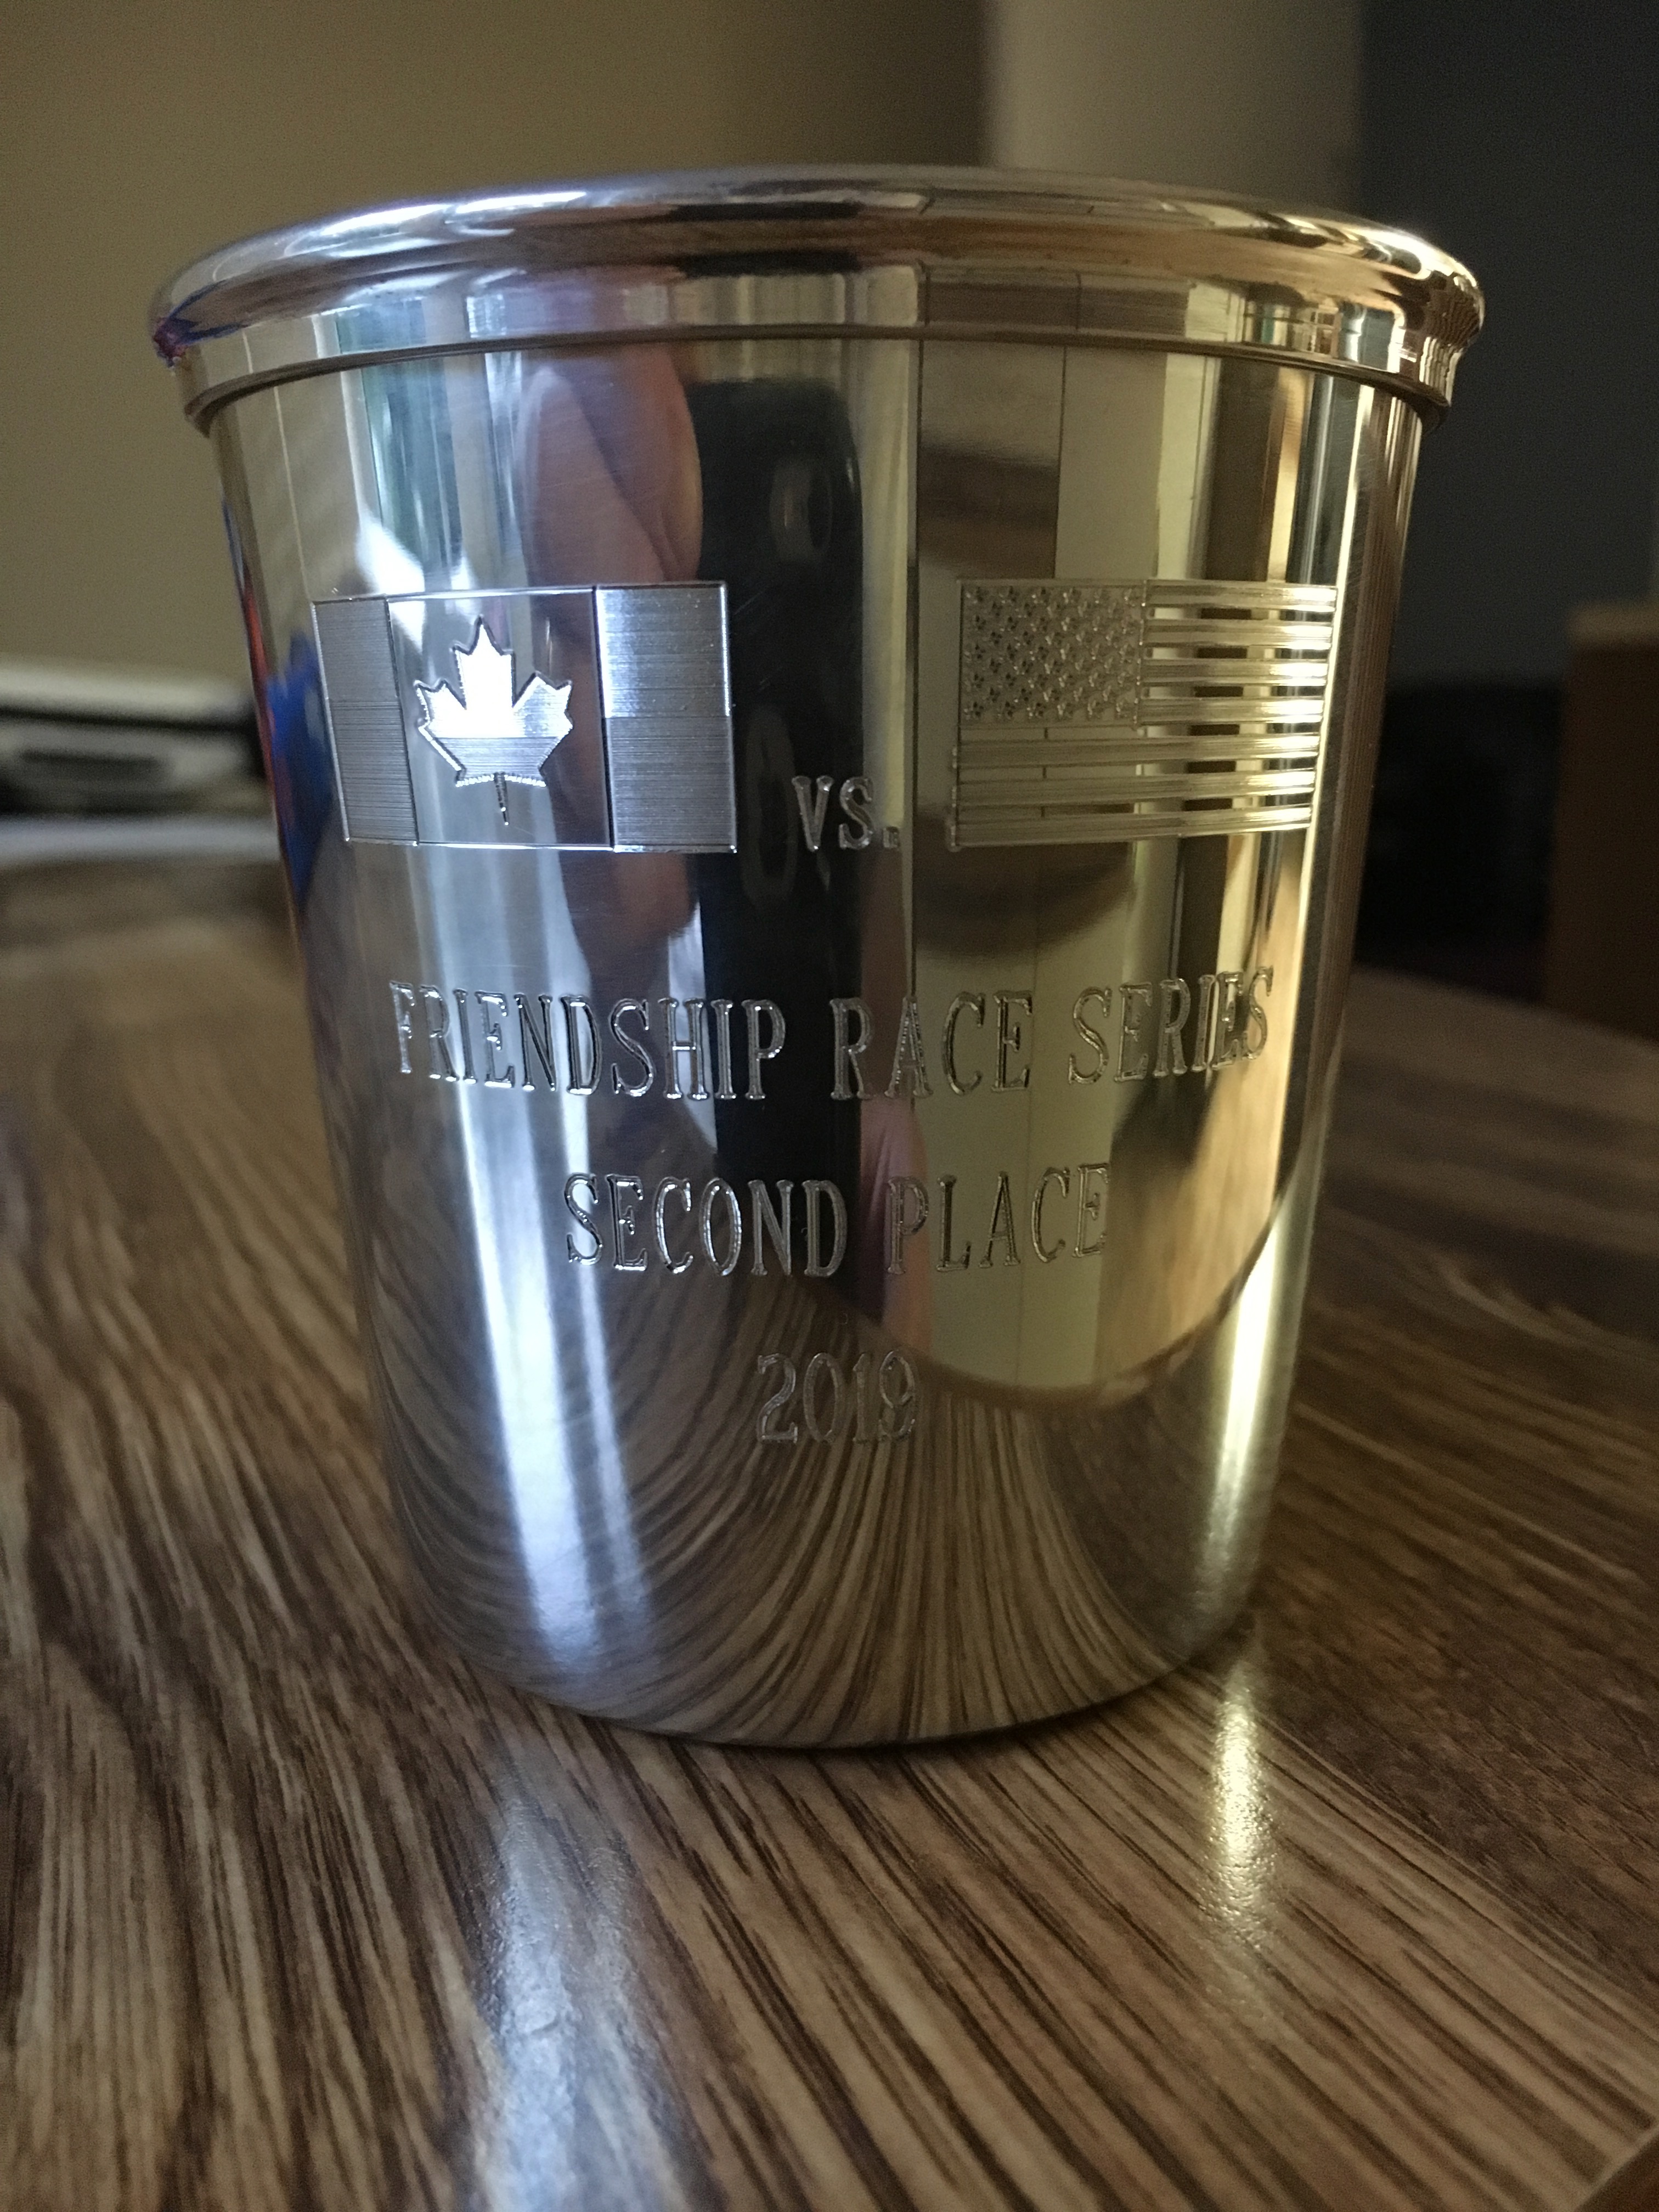 VS.
FRIENDSHIP RACE SERIES
SECOND PLACE
2019